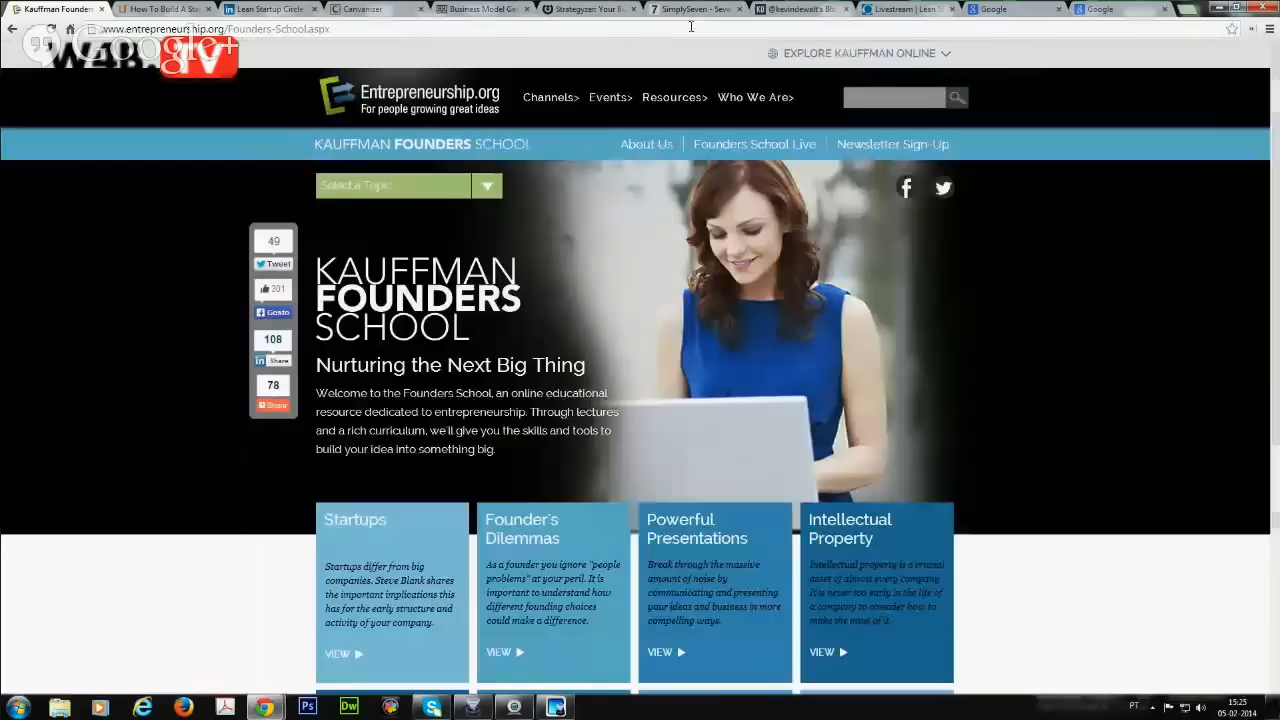 Kauffman Founders
How To Build A Sta
Lean Startup Circle
Canvanizer
Business Model Ge
Strategyzer: Your Bu
SimplySeven - Seve
@kevindewalt's Blo
Livestream | Lean S
Google
Google
www.entrepreneurship.org/Founders-School.aspx
Google+
TV
EXPLORE KAUFFMAN ONLINE
Entrepreneurship.org
For people growing great ideas
Channels> Events> Resources> Who We Are>
KAUFFMAN FOUNDERS SCHOOL
About Us Founders School Live Newsletter Sign-Up
Select a Topic
49
Tweet
301
Gosto
108
Share
78
Share
KAUFFMAN
FOUNDERS
SCHOOL
Nurturing the Next Big Thing
Welcome to the Founders School, an online educational
resource dedicated to entrepreneurship. Through lectures
and a rich curriculum, we'll give you the skills and tools to
build your idea into something big.
Startups
Startups differ from big
companies. Steve Blank shares
the important implications this
has for the early structure and
activity of your company.
VIEW
Founder's
Dilemmas
As a founder you ignore "people
problems" at your peril. It is
important to understand how
different founding choices
could make a difference.
VIEW
Powerful
Presentations
Break through the massive
amount of noise by
communicating and presenting
your ideas and business in more
compelling ways.
VIEW
Intellectual
Property
Intellectual property is a crucial
asset of almost every company
It is never too early in the life of
a company to consider how to
make the most of it.
VIEW
Ps
Dw
PT
15:25
05-02-2014